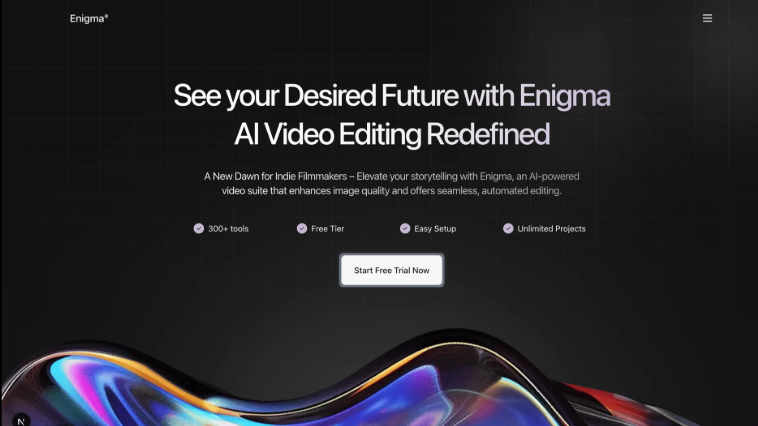 Enigma®
See your Desired Future with Enigma
AI Video Editing Redefined
A New Dawn for Indie Filmmakers – Elevate your storytelling with Enigma, an AI-powered
video suite that enhances image quality and offers seamless, automated editing.
300+ tools
Free Tier
Easy Setup
Unlimited Projects
Start Free Trial Now
N